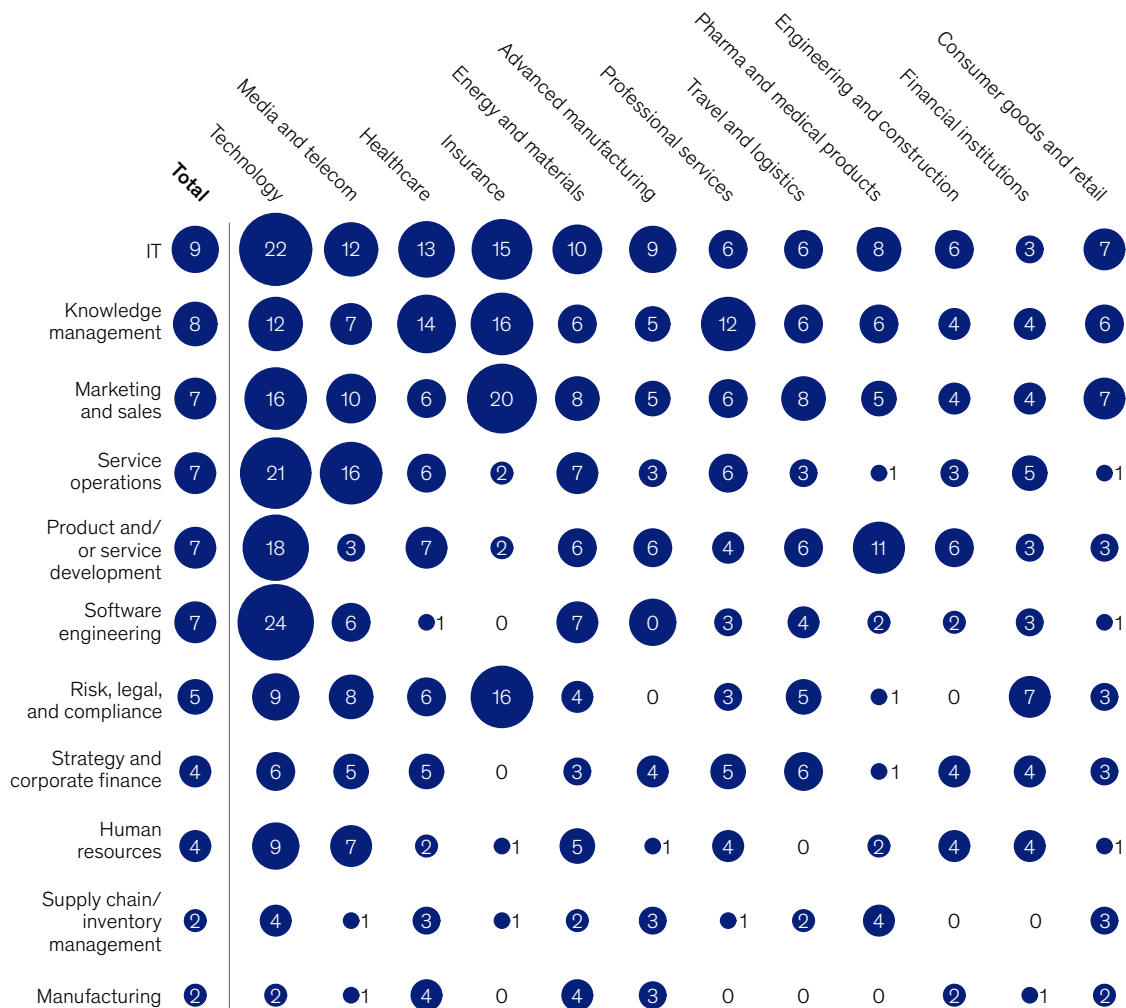 Total
Technology
Media and telecom
Healthcare
Insurance
Energy and materials
Advanced manufacturing
Professional services
Travel and logistics
Pharma and medical products
Engineering and construction
Financial institutions
Consumer goods and retail
IT 9 22 12 13 15 10 9 6 6 8 6 3 7
Knowledge
management 8 12 7 14 16 6 5 12 6 6 4 4 6
Marketing
and sales 7 16 10 6 20 8 5 6 8 5 4 4 7
Service
operations 7 21 16 6 2 7 3 6 3 1 3 5 1
Product and/
or service
development 7 18 3 7 2 6 6 4 6 11 6 3 3
Software
engineering 7 24 6 1 0 7 0 3 4 2 2 3 1
Risk, legal,
and compliance 5 9 8 6 16 4 0 3 5 1 0 7 3
Strategy and
corporate finance 4 6 5 5 0 3 4 5 6 1 4 4 3
Human
resources 4 9 7 2 1 5 1 4 0 2 4 4 1
Supply chain/
inventory
management 2 4 1 3 1 2 3 1 2 4 0 0 3
Manufacturing 2 2 1 4 0 4 3 0 0 0 2 1 2